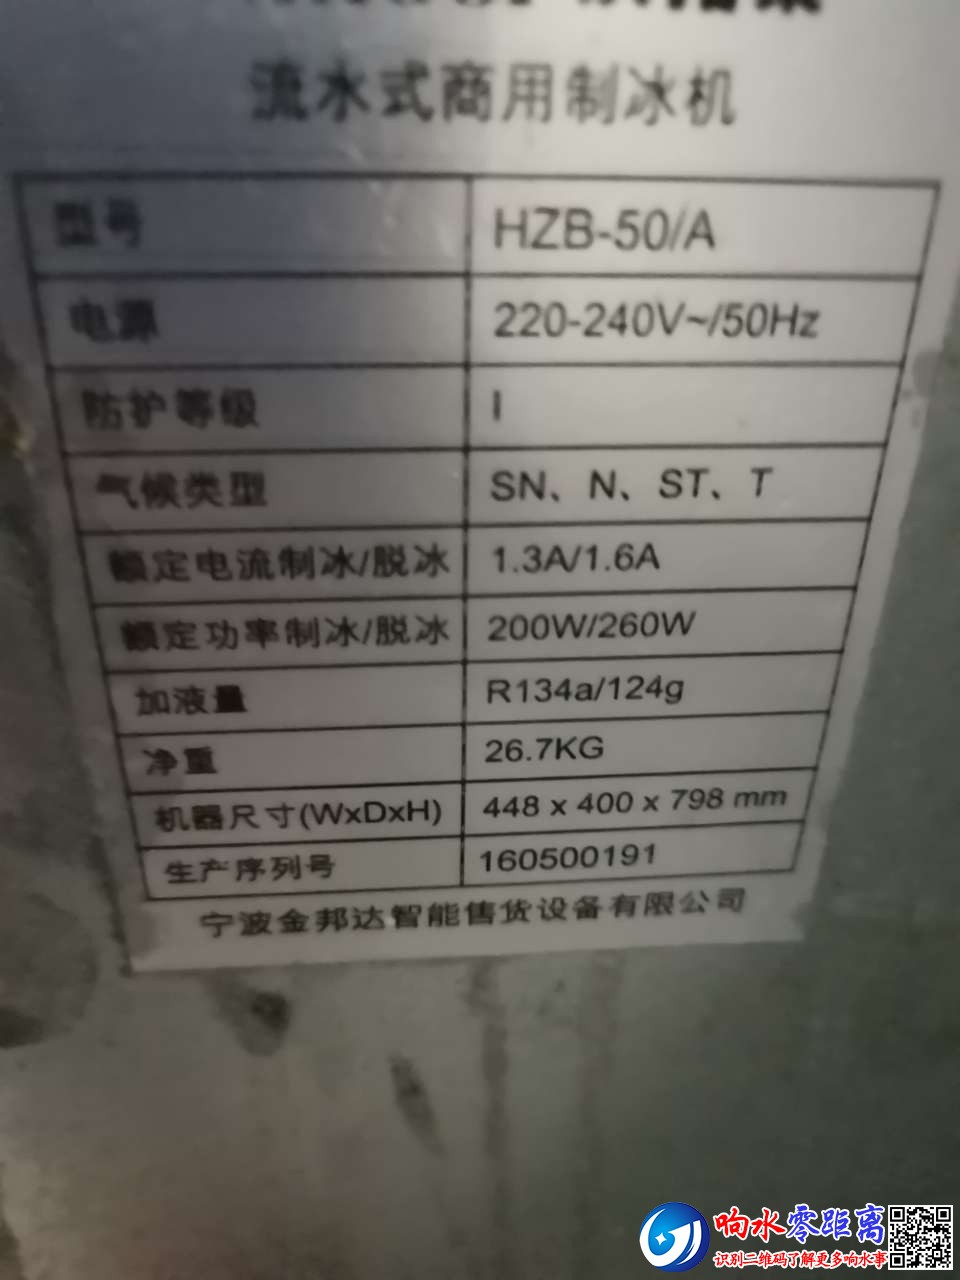 流水式商用制冰机
型号 HZB-50/A
电源 220-240V~/50Hz
防护等级 I
气候类型 SN、N、ST、T
额定电流制冰/脱冰 1.3A/1.6A
额定功率制冰/脱冰 200W/260W
加液量 R134a/124g
净重 26.7KG
机器尺寸(WxDxH) 448 x 400 x 798 mm
生产序列号 160500191
宁波金邦达智能售货设备有限公司
响水零距离
识别二维码了解更多响水事